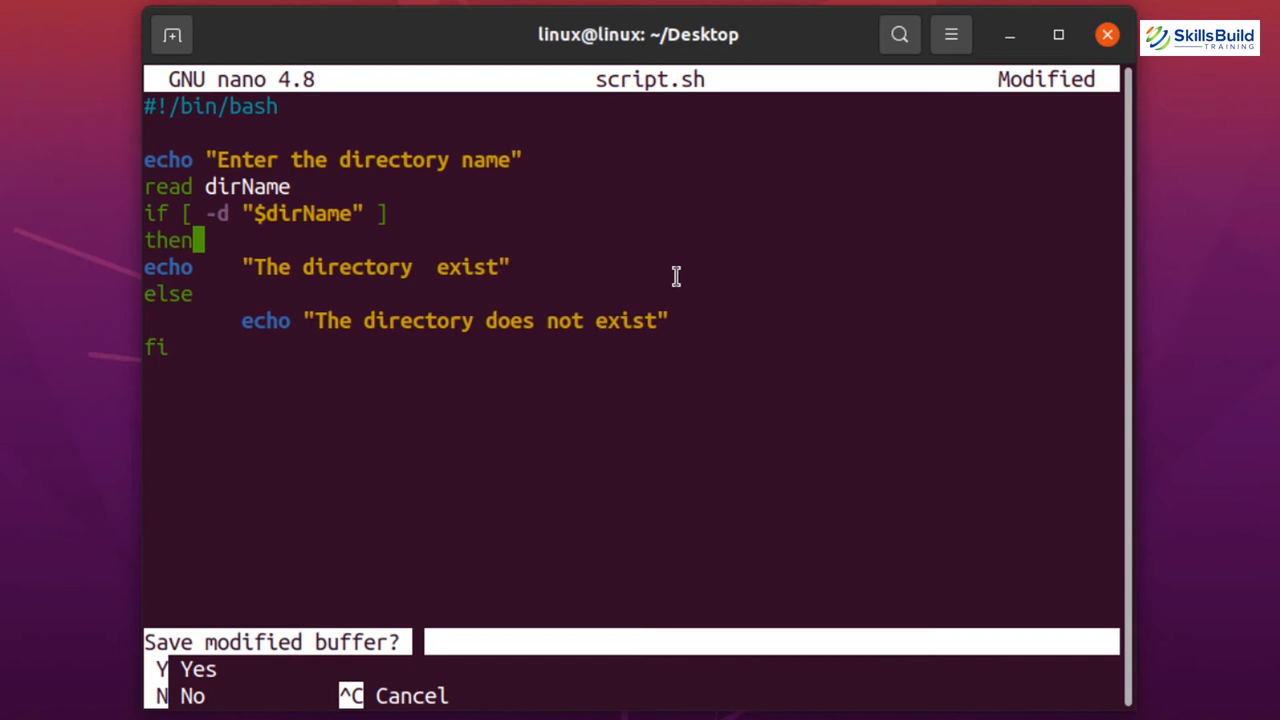 linux@linux: ~/Desktop
SkillsBuild
TRAINING
GNU nano 4.8 script.sh Modified
#!/bin/bash
echo "Enter the directory name"
read dirName
if [ -d "$dirName" ]
then
echo    "The directory  exist"
else
        echo "The directory does not exist"
fi
Save modified buffer?
Y Yes
N No ^C Cancel